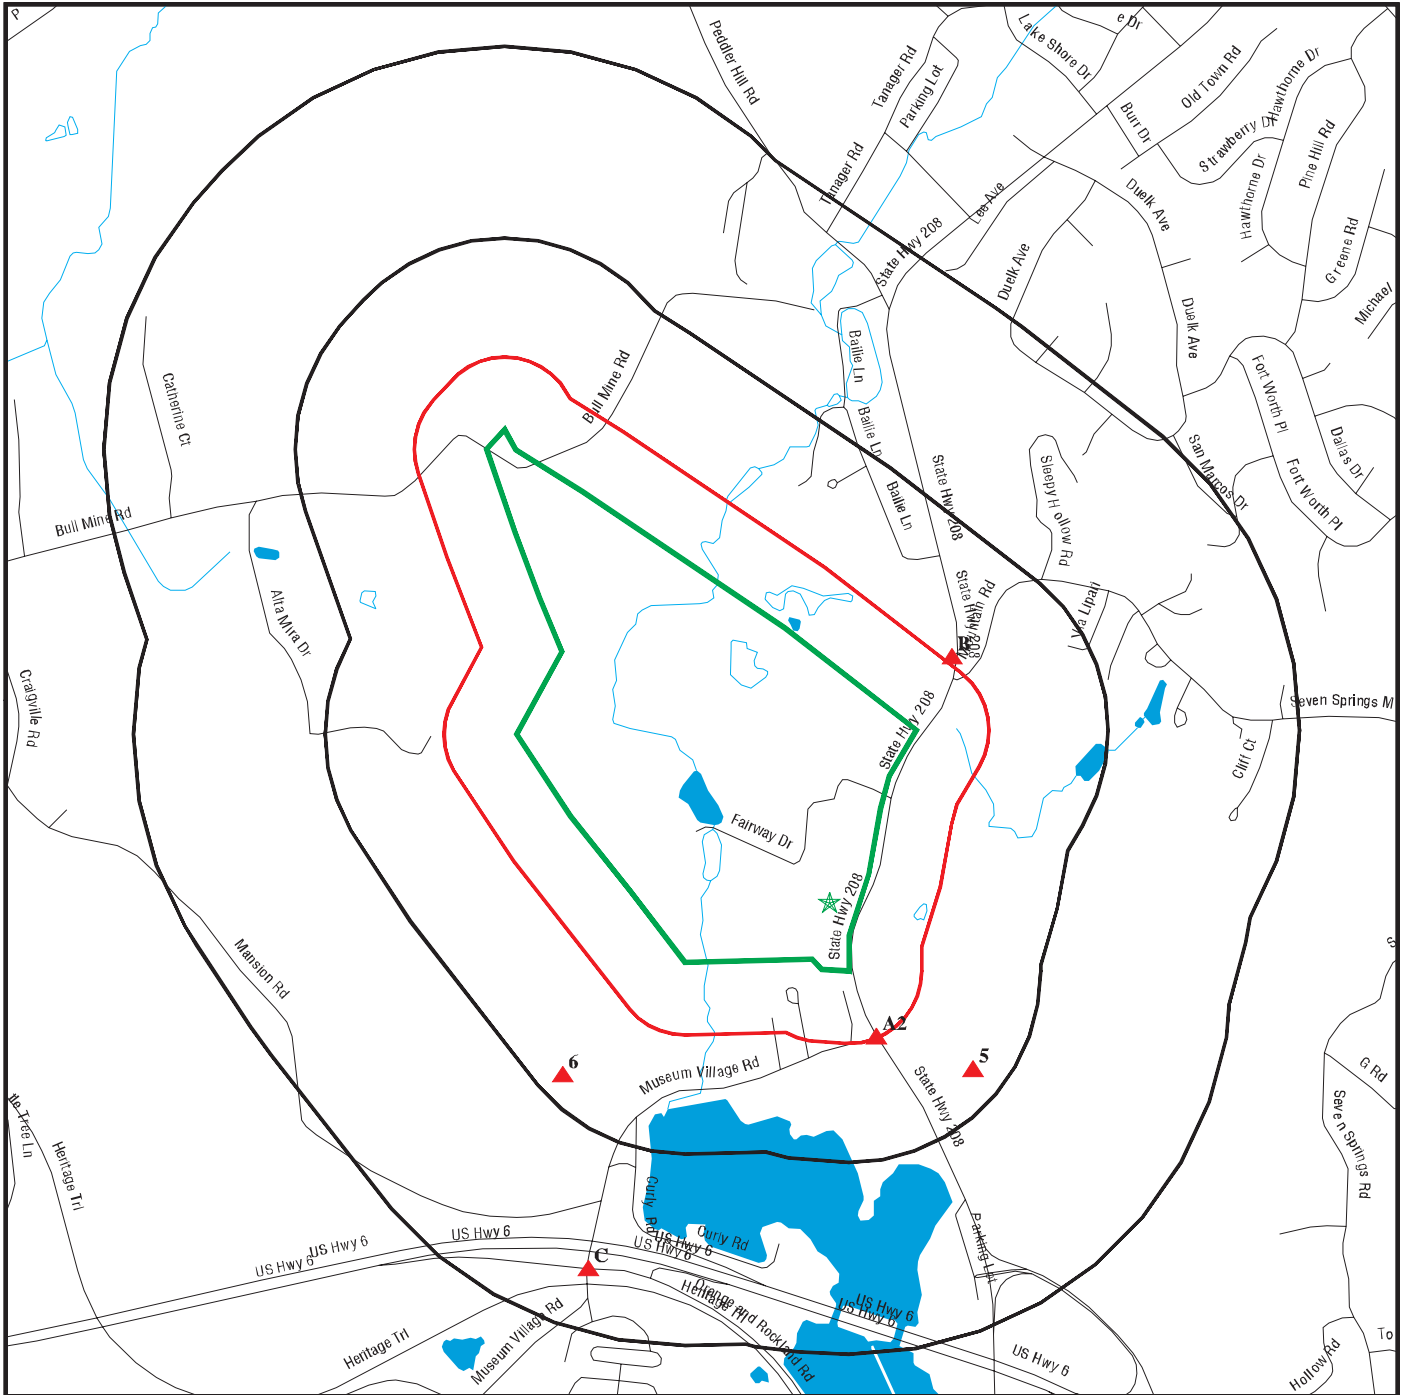 P
Peddler Hill Rd
Tanager Rd
Parking Lot
Lake Shore Dr
e Dr
Old Town Rd
Hawthorne Dr
Burr Dr
Strawberry Dr
Pine Hill Rd
Tanager Rd
Hawthorne Dr
Duelk Ave
ee Ave
State Hwy 208
Duelk Ave
Greene Rd
Michael
Duelk Ave
Bailie Ln
Bull Mine Rd
Catherine Ct
Fort Worth Pl
Bailie Ln
Dallas Dr
San Marcos Dr
State Hwy 208
Sleepy Hollow Rd
Fort Worth Pl
Bailie Ln
Bull Mine Rd
State Hwy 208
Alta Mira Dr
Via Lipari
B
Craigville Rd
State Hwy 208
Seven Springs M
Cliff Ct
Fairway Dr
State Hwy 208
S
Mansion Rd
A2
5
6
Museum Village Rd
State Hwy 208
G Rd
Seven Springs Rd
tle Tree Ln
Heritage Trl
Curly Rd
Curly Rd
Parking Lot
US Hwy 6
US Hwy 6
US Hwy 6
US Hwy 6
US Hwy 6
C
Heritage Trl
Orange and Rockland Rd
US Hwy 6
US Hwy 6
Museum Village Rd
Heritage Trl
US Hwy 6
Hollow Rd
To